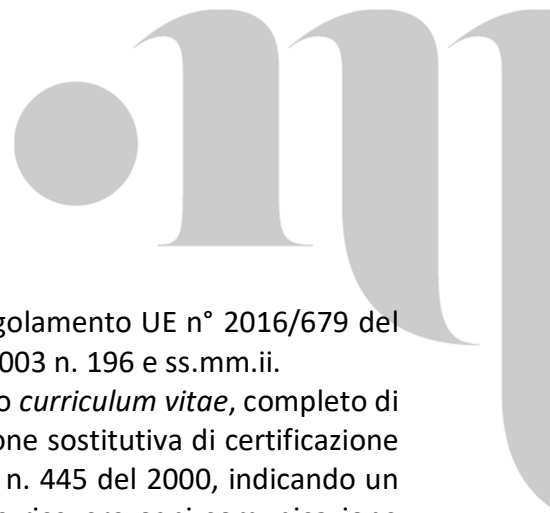 golamento UE n° 2016/679 del
003 n. 196 e ss.mm.ii.
o curriculum vitae, completo di
one sostitutiva di certificazione
n. 445 del 2000, indicando un